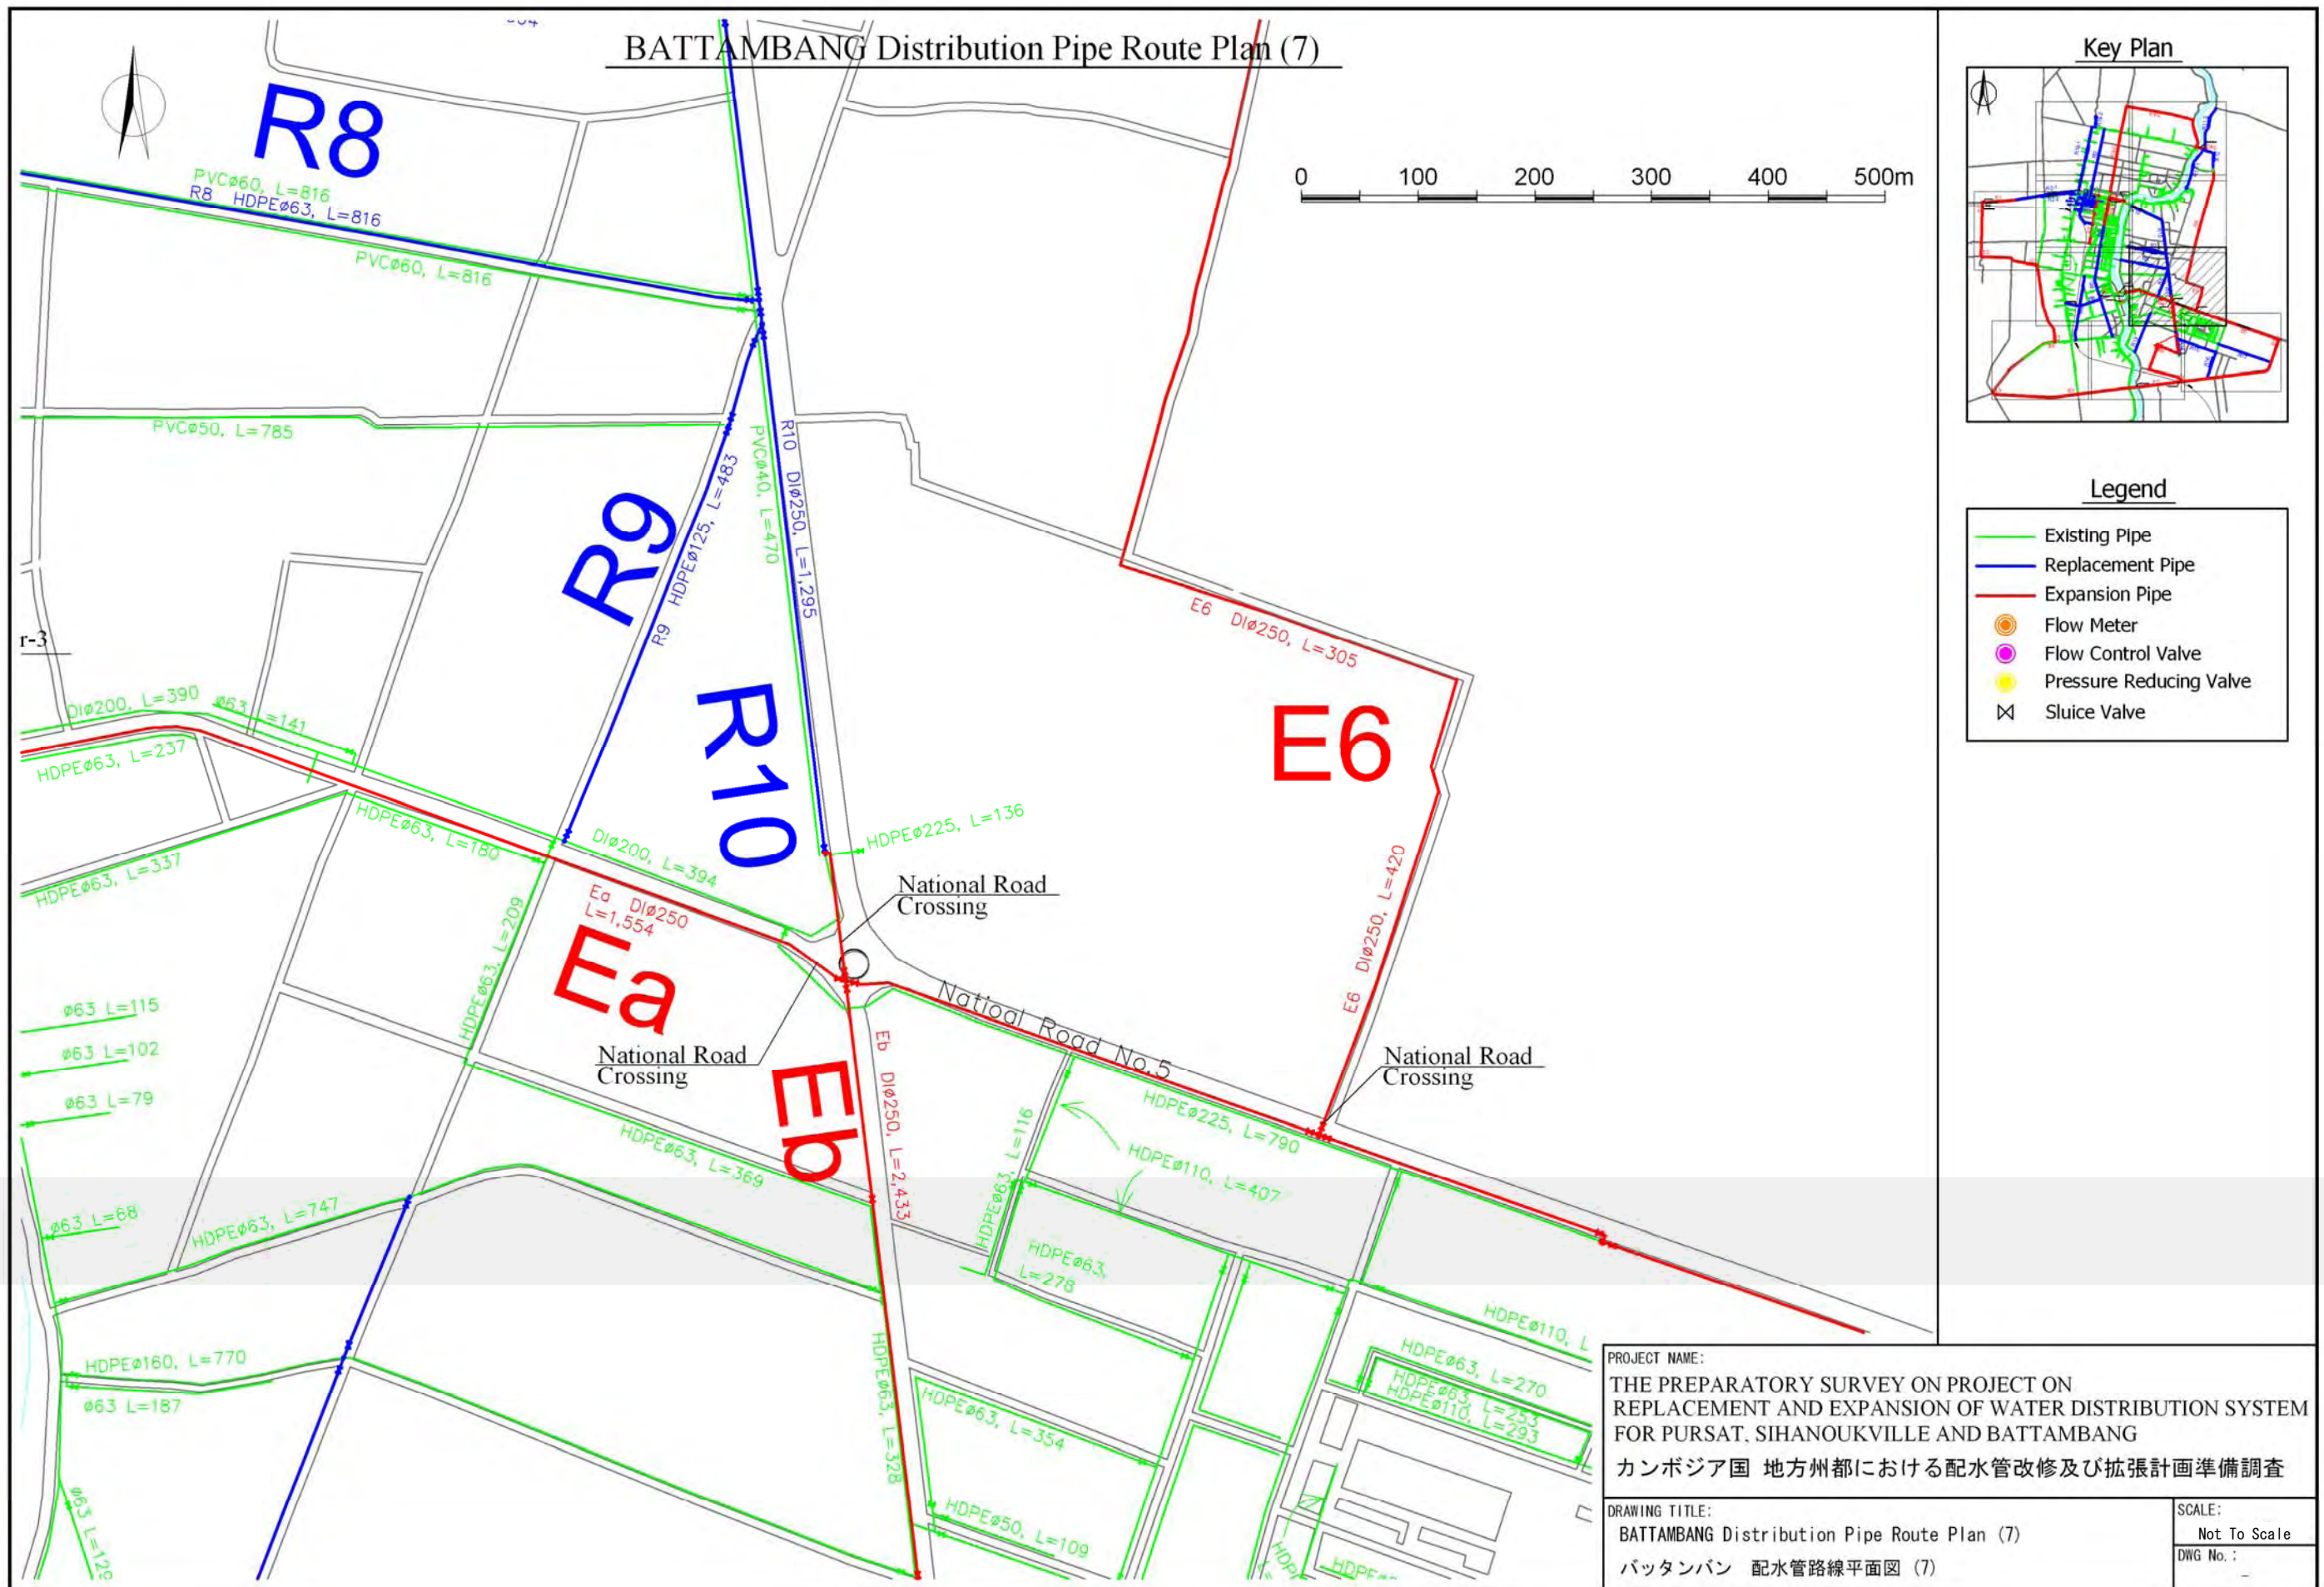 BATTAMBANG Distribution Pipe Route Plan (7)
R8
PVCø60, L=816
R8 HDPEø63, L=816
PVCø60, L=816
0 100 200 300 400 500m
PVCø50, L=785
R9
R9 HDPEø125, L=483
PVCø40, L=470
R10 DIø250, L=1,295
R10
E6 DIø250, L=305
E6
E6 DIø250, L=420
r-3
DIø200, L=390
ø63 L=141
HDPEø63, L=237
HDPEø63, L=180
HDPEø63, L=337
DIø200, L=394
HDPEø225, L=136
National Road
Crossing
Ea DIø250
L=1,554
Ea
HDPEø63, L=209
National Road
Crossing
Natioal Road No.5
National Road
Crossing
Eb
Eb DIø250, L=2,433
ø63 L=115
ø63 L=102
ø63 L=79
HDPEø63, L=369
HDPEø225, L=790
HDPEø63, L=116
HDPEø110, L=407
ø63 L=68
HDPEø63, L=747
HDPEø63,
L=278
HDPEø160, L=770
ø63 L=187
HDPEø63, L=328
HDPEø63, L=354
HDPEø50, L=109
HDPEø110, L
HDPEø63, L=270
HDPEø63, L=253
HDPEø110, L=293
ø63 L=129
Key Plan
Legend
Existing Pipe
Replacement Pipe
Expansion Pipe
Flow Meter
Flow Control Valve
Pressure Reducing Valve
Sluice Valve
PROJECT NAME:
THE PREPARATORY SURVEY ON PROJECT ON
REPLACEMENT AND EXPANSION OF WATER DISTRIBUTION SYSTEM
FOR PURSAT, SIHANOUKVILLE AND BATTAMBANG
カンボジア国 地方州都における配水管改修及び拡張計画準備調査
DRAWING TITLE:
BATTAMBANG Distribution Pipe Route Plan (7)
バッタンバン 配水管路線平面図 (7)
SCALE:
Not To Scale
DWG No.:
–